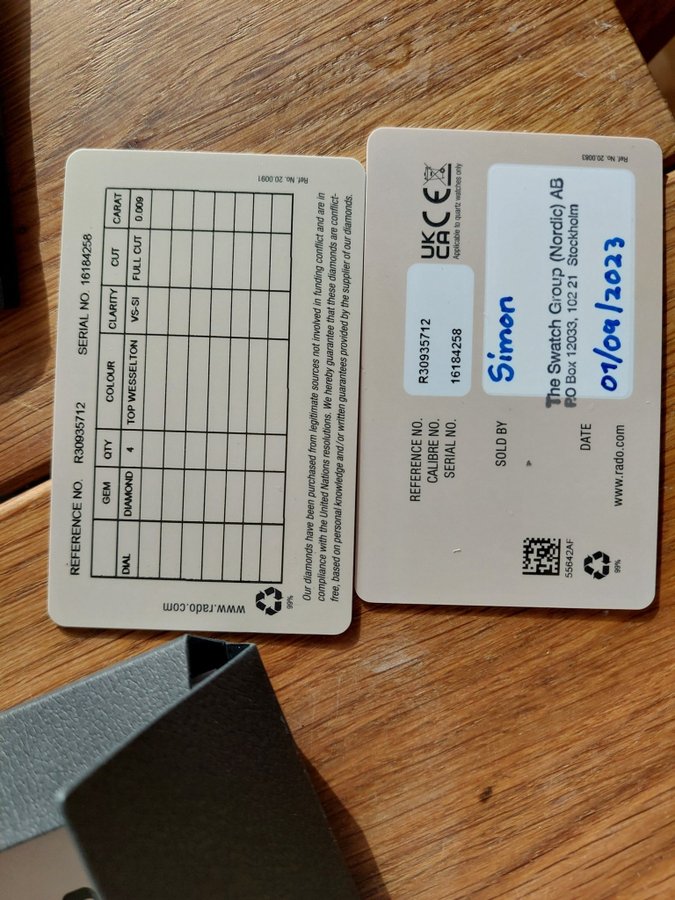 Ref. No. 20.0091
REFERENCE NO. R30935712 SERIAL NO. 16184258
GEM QTY COLOUR CLARITY CUT CARAT
DIAL DIAMOND 4 TOP WESSELTON VS-SI FULL CUT 0.009
Our diamonds have been purchased from legitimate sources not involved in funding conflict and are in
compliance with the United Nations resolutions. We hereby guarantee that these diamonds are conflict-
free, based on personal knowledge and/or written guarantees provided by the supplier of our diamonds.
www.rado.com
99%
Ref. No. 20.0083
UK
CA CE
Applicable to quartz watches only
REFERENCE NO. R30935712
CALIBRE NO.
SERIAL NO. 16184258
SOLD BY
Simon
The Swatch Group (Nordic) AB
P.O Box 12033, 102 21 Stockholm
DATE 01/09/2023
www.rado.com
55642AF
99%